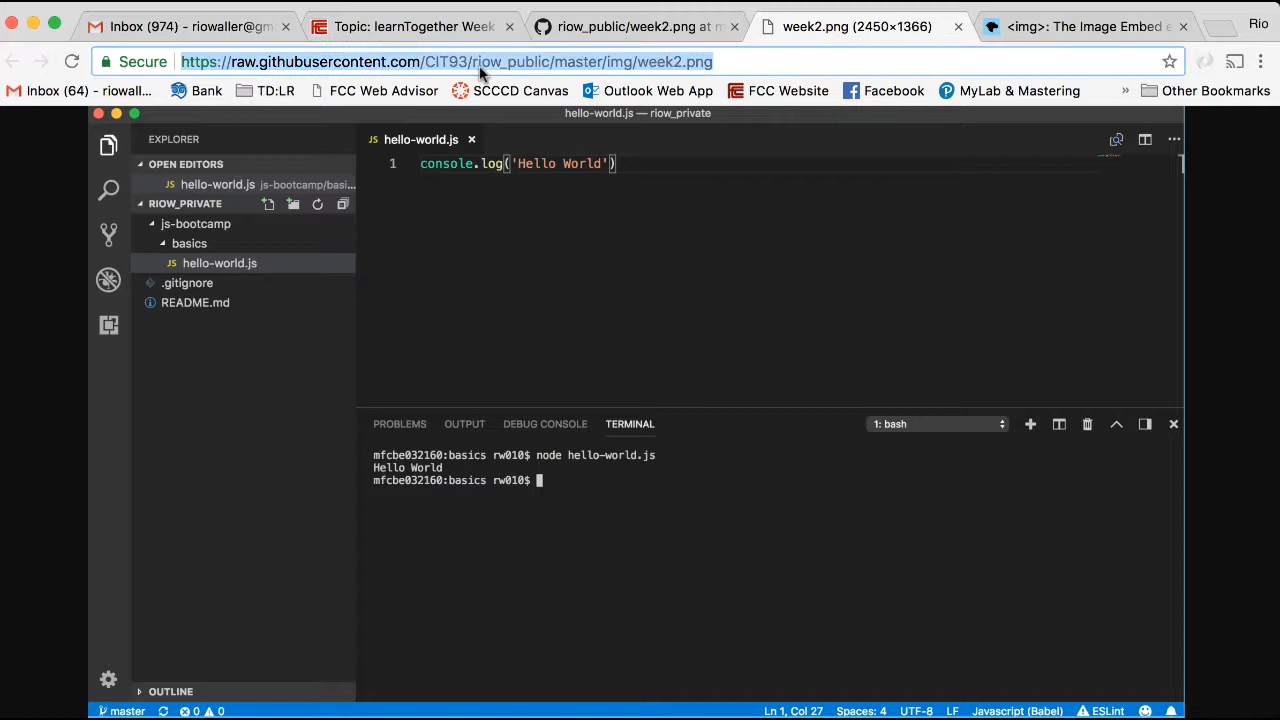 Inbox (974) - riowaller@gm
Topic: learnTogether Week
riow_public/week2.png at m
week2.png (2450×1366)
<img>: The Image Embed e
Rio
Secure
https://raw.githubusercontent.com/CIT93/riow_public/master/img/week2.png
Inbox (64) - riowall...
Bank
TD:LR
FCC Web Advisor
SCCCD Canvas
Outlook Web App
FCC Website
Facebook
MyLab & Mastering
»
Other Bookmarks
hello-world.js — riow_private
EXPLORER
OPEN EDITORS
JS hello-world.js js-bootcamp/basi...
RIOW_PRIVATE
js-bootcamp
basics
JS hello-world.js
.gitignore
README.md
OUTLINE
JS hello-world.js
1 console.log('Hello World')
PROBLEMS
OUTPUT
DEBUG CONSOLE
TERMINAL
1: bash
mfcbe032160:basics rw010$ node hello-world.js
Hello World
mfcbe032160:basics rw010$
master
0
0
Ln 1, Col 27
Spaces: 4
UTF-8
LF
Javascript (Babel)
ESLint